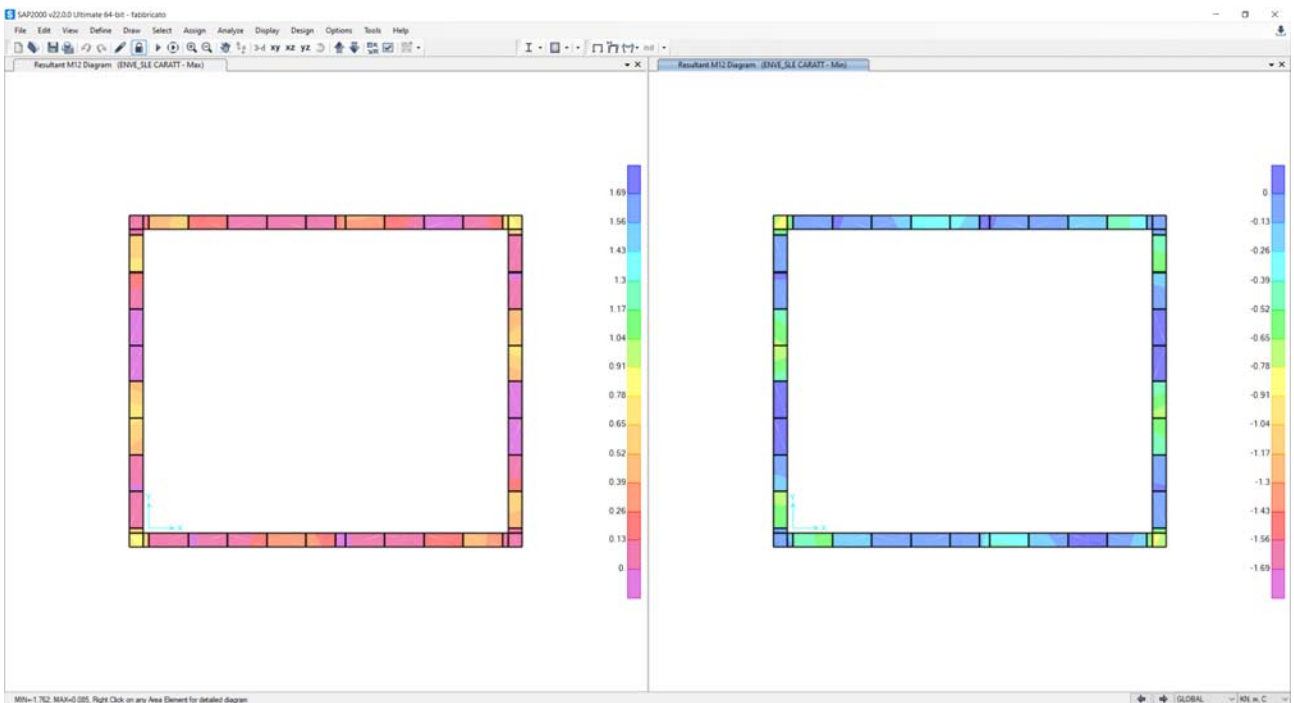 SAP2000 v22.0.0 Ultimate 64-bit - fabbricato
File Edit View Define Draw Select Assign Analyze Display Design Options Tools Help
3-d xy xz yz nd
Resultant M12 Diagram (ENVE_SLE CARATT - Max)
Resultant M12 Diagram (ENVE_SLE CARATT - Min)
1.69
1.56
1.43
1.3
1.17
1.04
0.91
0.78
0.65
0.52
0.39
0.26
0.13
0.
Y
X
0.
-0.13
-0.26
-0.39
-0.52
-0.65
-0.78
-0.91
-1.04
-1.17
-1.3
-1.43
-1.56
-1.69
Y
X
MIN=-1.762, MAX=0.085, Right Click on any Area Element for detailed diagram
GLOBAL
KN, m, C